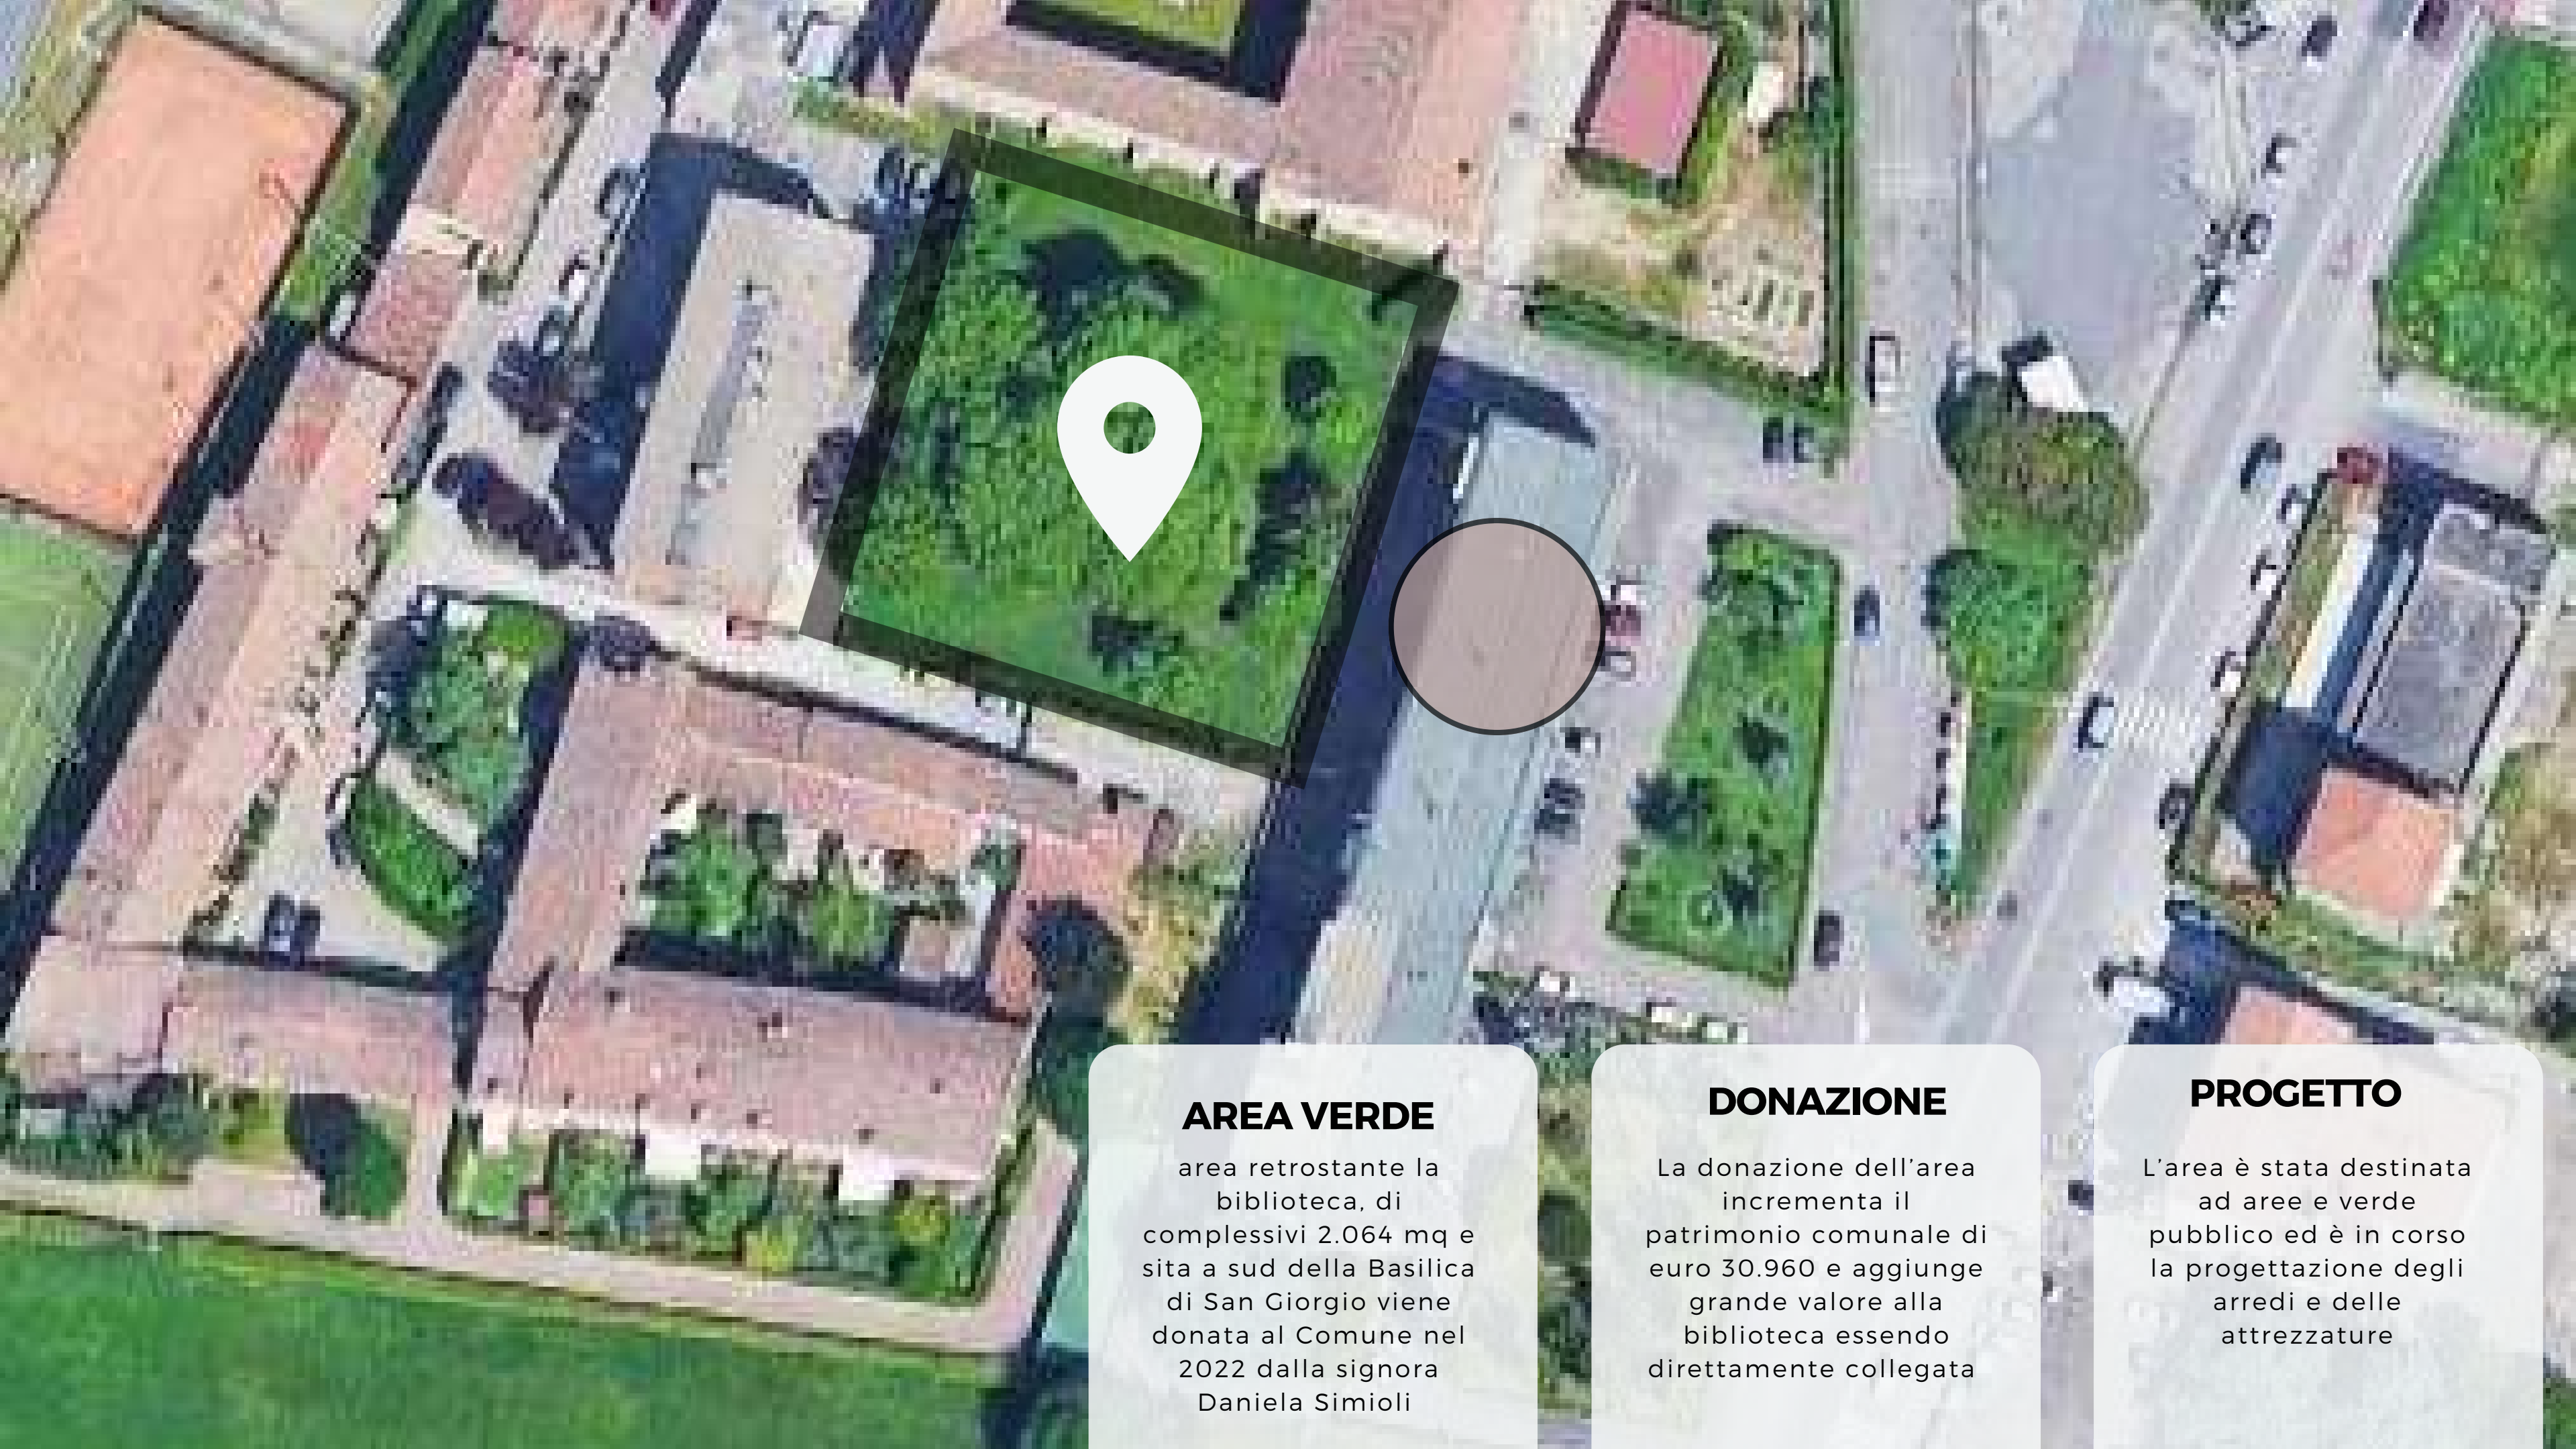 AREA VERDE
area retrostante la
biblioteca, di
complessivi 2.064 mq e
sita a sud della Basilica
di San Giorgio viene
donata al Comune nel
2022 dalla signora
Daniela Simioli
DONAZIONE
La donazione dell’area
incrementa il
patrimonio comunale di
euro 30.960 e aggiunge
grande valore alla
biblioteca essendo
direttamente collegata
PROGETTO
L’area è stata destinata
ad aree e verde
pubblico ed è in corso
la progettazione degli
arredi e delle
attrezzature